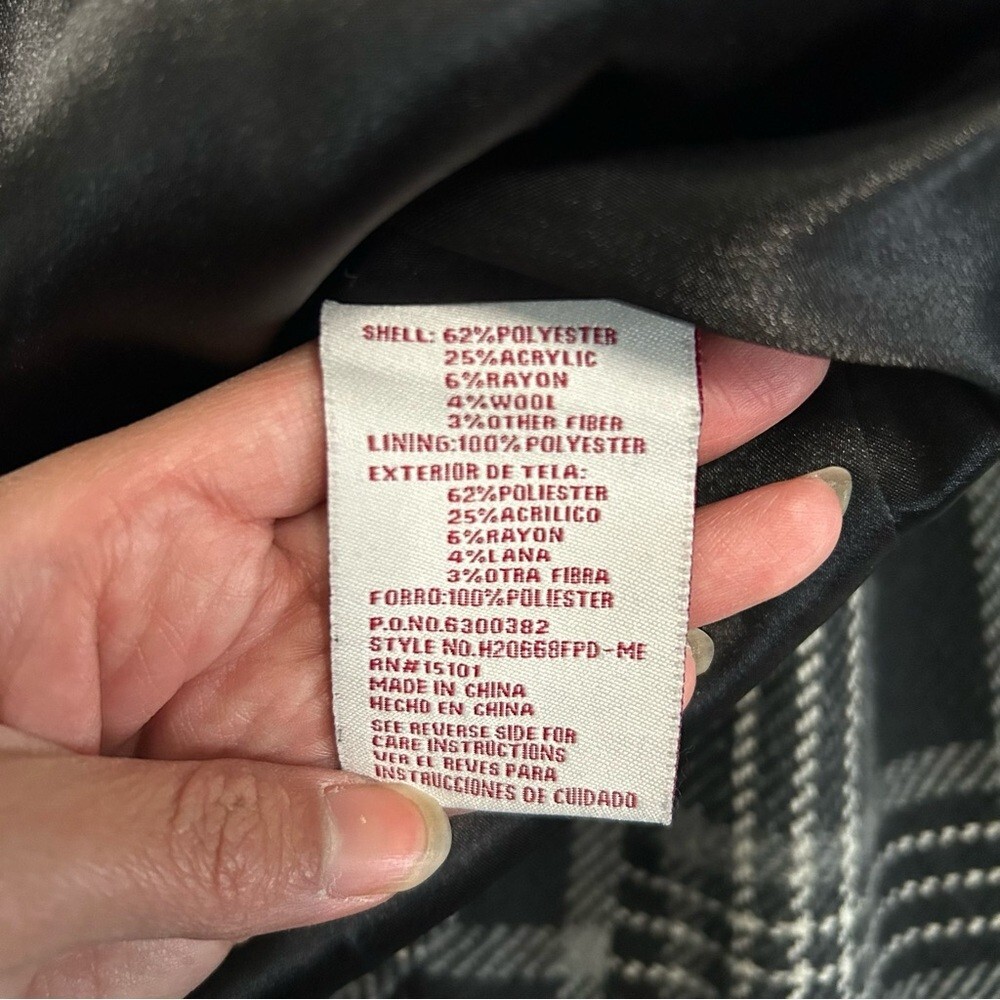 SHELL: 62%POLYESTER
25%ACRYLIC
6%RAYON
4%WOOL
3%OTHER FIBER
LINING:100% POLYESTER
EXTERIOR DE TELA:
62%POLIESTER
25%ACRILICO
6%RAYON
4%LANA
3%OTRA FIBRA
FORRO:100%POLIESTER
P.O.NO.6300382
STYLE NO.H20668FPD-ME
RN#15101
MADE IN CHINA
HECHO EN CHINA
SEE REVERSE SIDE FOR
CARE INSTRUCTIONS
VER EL REVES PARA
INSTRUCCIONES DE CUIDADO